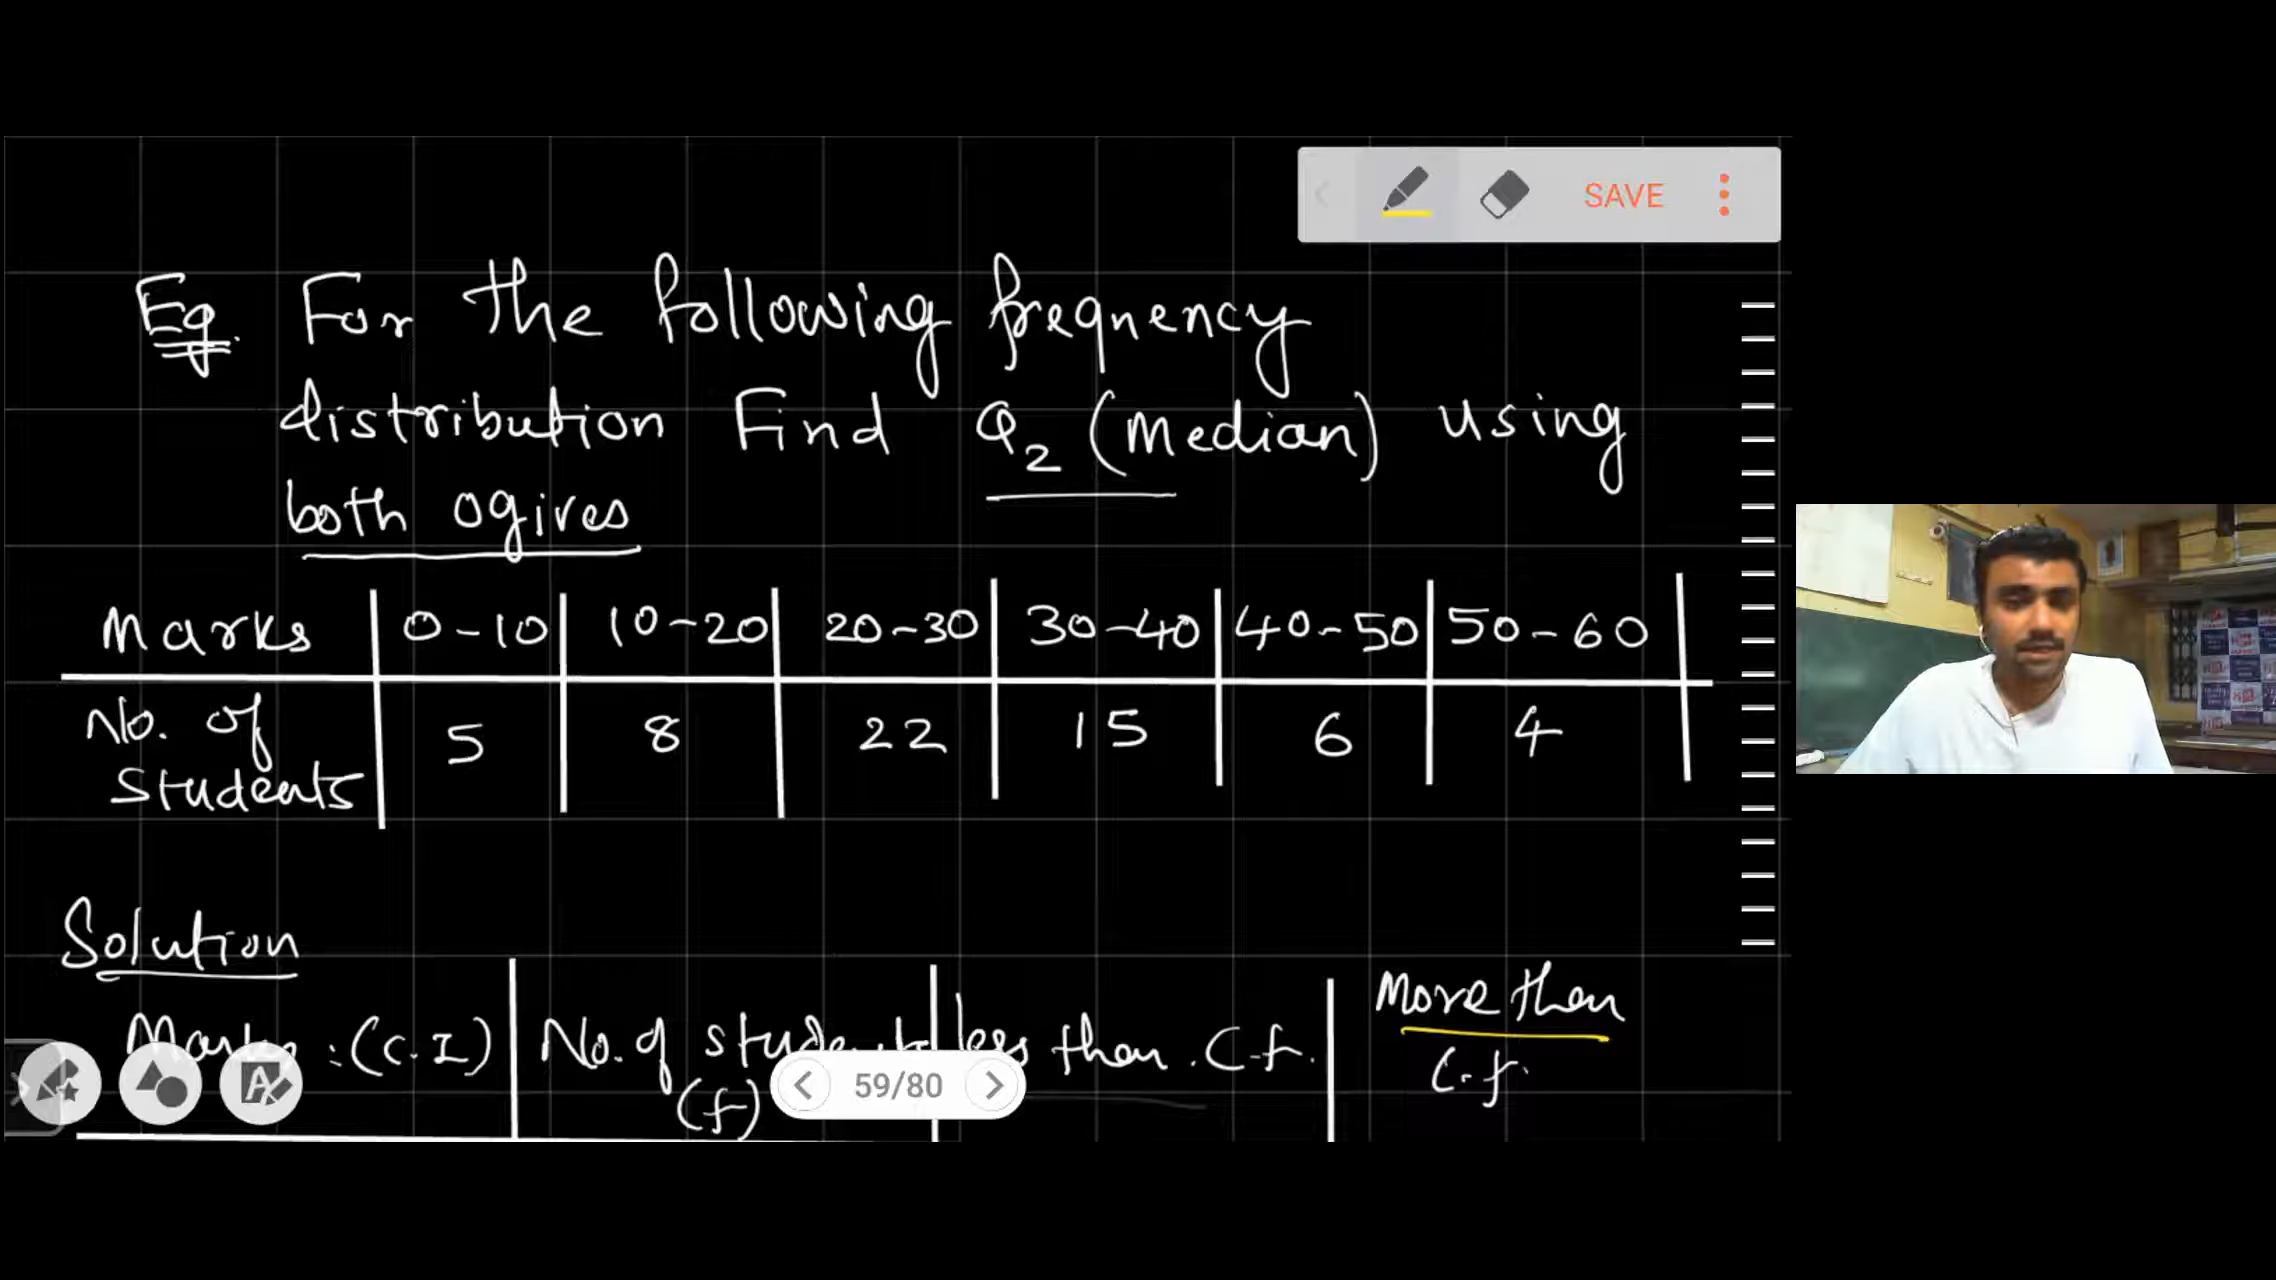 SAVE
Eg. For the following frequency
distribution Find Q2 (Median) using
both ogives
Marks 0-10 10-20 20-30 30-40 40-50 50-60
No. of Students 5 8 22 15 6 4
Solution
Marks :(C.I) No. of students (f) less than C.f. More than C.f.
59/80